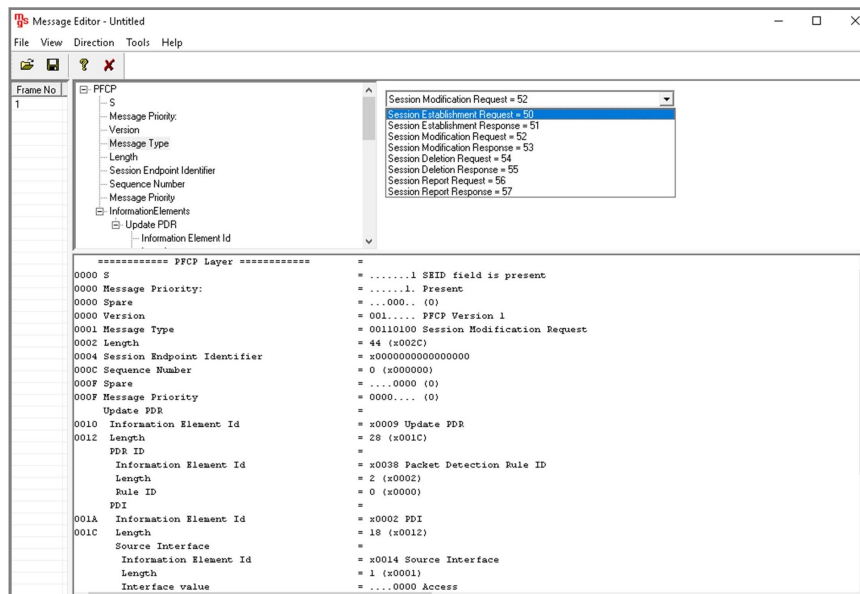 mgs Message Editor - Untitled
File View Direction Tools Help
Frame No
1
PFCP
S
Message Priority:
Version
Message Type
Length
Session Endpoint Identifier
Sequence Number
Message Priority
InformationElements
Update PDR
Information Element Id
Session Modification Request = 52
Session Establishment Request = 50
Session Establishment Response = 51
Session Modification Request = 52
Session Modification Response = 53
Session Deletion Request = 54
Session Deletion Response = 55
Session Report Request = 56
Session Report Response = 57
============ PFCP Layer ============ =
0000 S = .......1 SEID field is present
0000 Message Priority: = ......1. Present
0000 Spare = ...000.. (0)
0000 Version = 001..... PFCP Version 1
0001 Message Type = 00110100 Session Modification Request
0002 Length = 44 (x002C)
0004 Session Endpoint Identifier = x0000000000000000
000C Sequence Number = 0 (x000000)
000F Spare = ....0000 (0)
000F Message Priority = 0000.... (0)
Update PDR =
0010 Information Element Id = x0009 Update PDR
0012 Length = 28 (x001C)
PDR ID =
Information Element Id = x0038 Packet Detection Rule ID
Length = 2 (x0002)
Rule ID = 0 (x0000)
PDI =
001A Information Element Id = x0002 PDI
001C Length = 18 (x0012)
Source Interface =
Information Element Id = x0014 Source Interface
Length = 1 (x0001)
Interface value = ....0000 Access